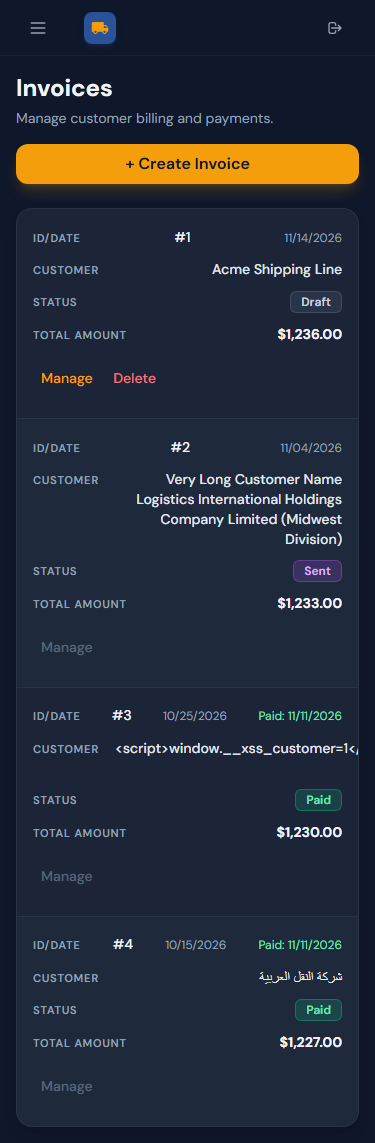 Invoices
Manage customer billing and payments.
+ Create Invoice
ID/DATE #1 11/14/2026
CUSTOMER Acme Shipping Line
STATUS Draft
TOTAL AMOUNT $1,236.00
Manage Delete
ID/DATE #2 11/04/2026
CUSTOMER Very Long Customer Name
Logistics International Holdings
Company Limited (Midwest
Division)
STATUS Sent
TOTAL AMOUNT $1,233.00
Manage
ID/DATE #3 10/25/2026 Paid: 11/11/2026
CUSTOMER <script>window.__xss_customer=1</
STATUS Paid
TOTAL AMOUNT $1,230.00
Manage
ID/DATE #4 10/15/2026 Paid: 11/11/2026
CUSTOMER شركة النقل العربية
STATUS Paid
TOTAL AMOUNT $1,227.00
Manage